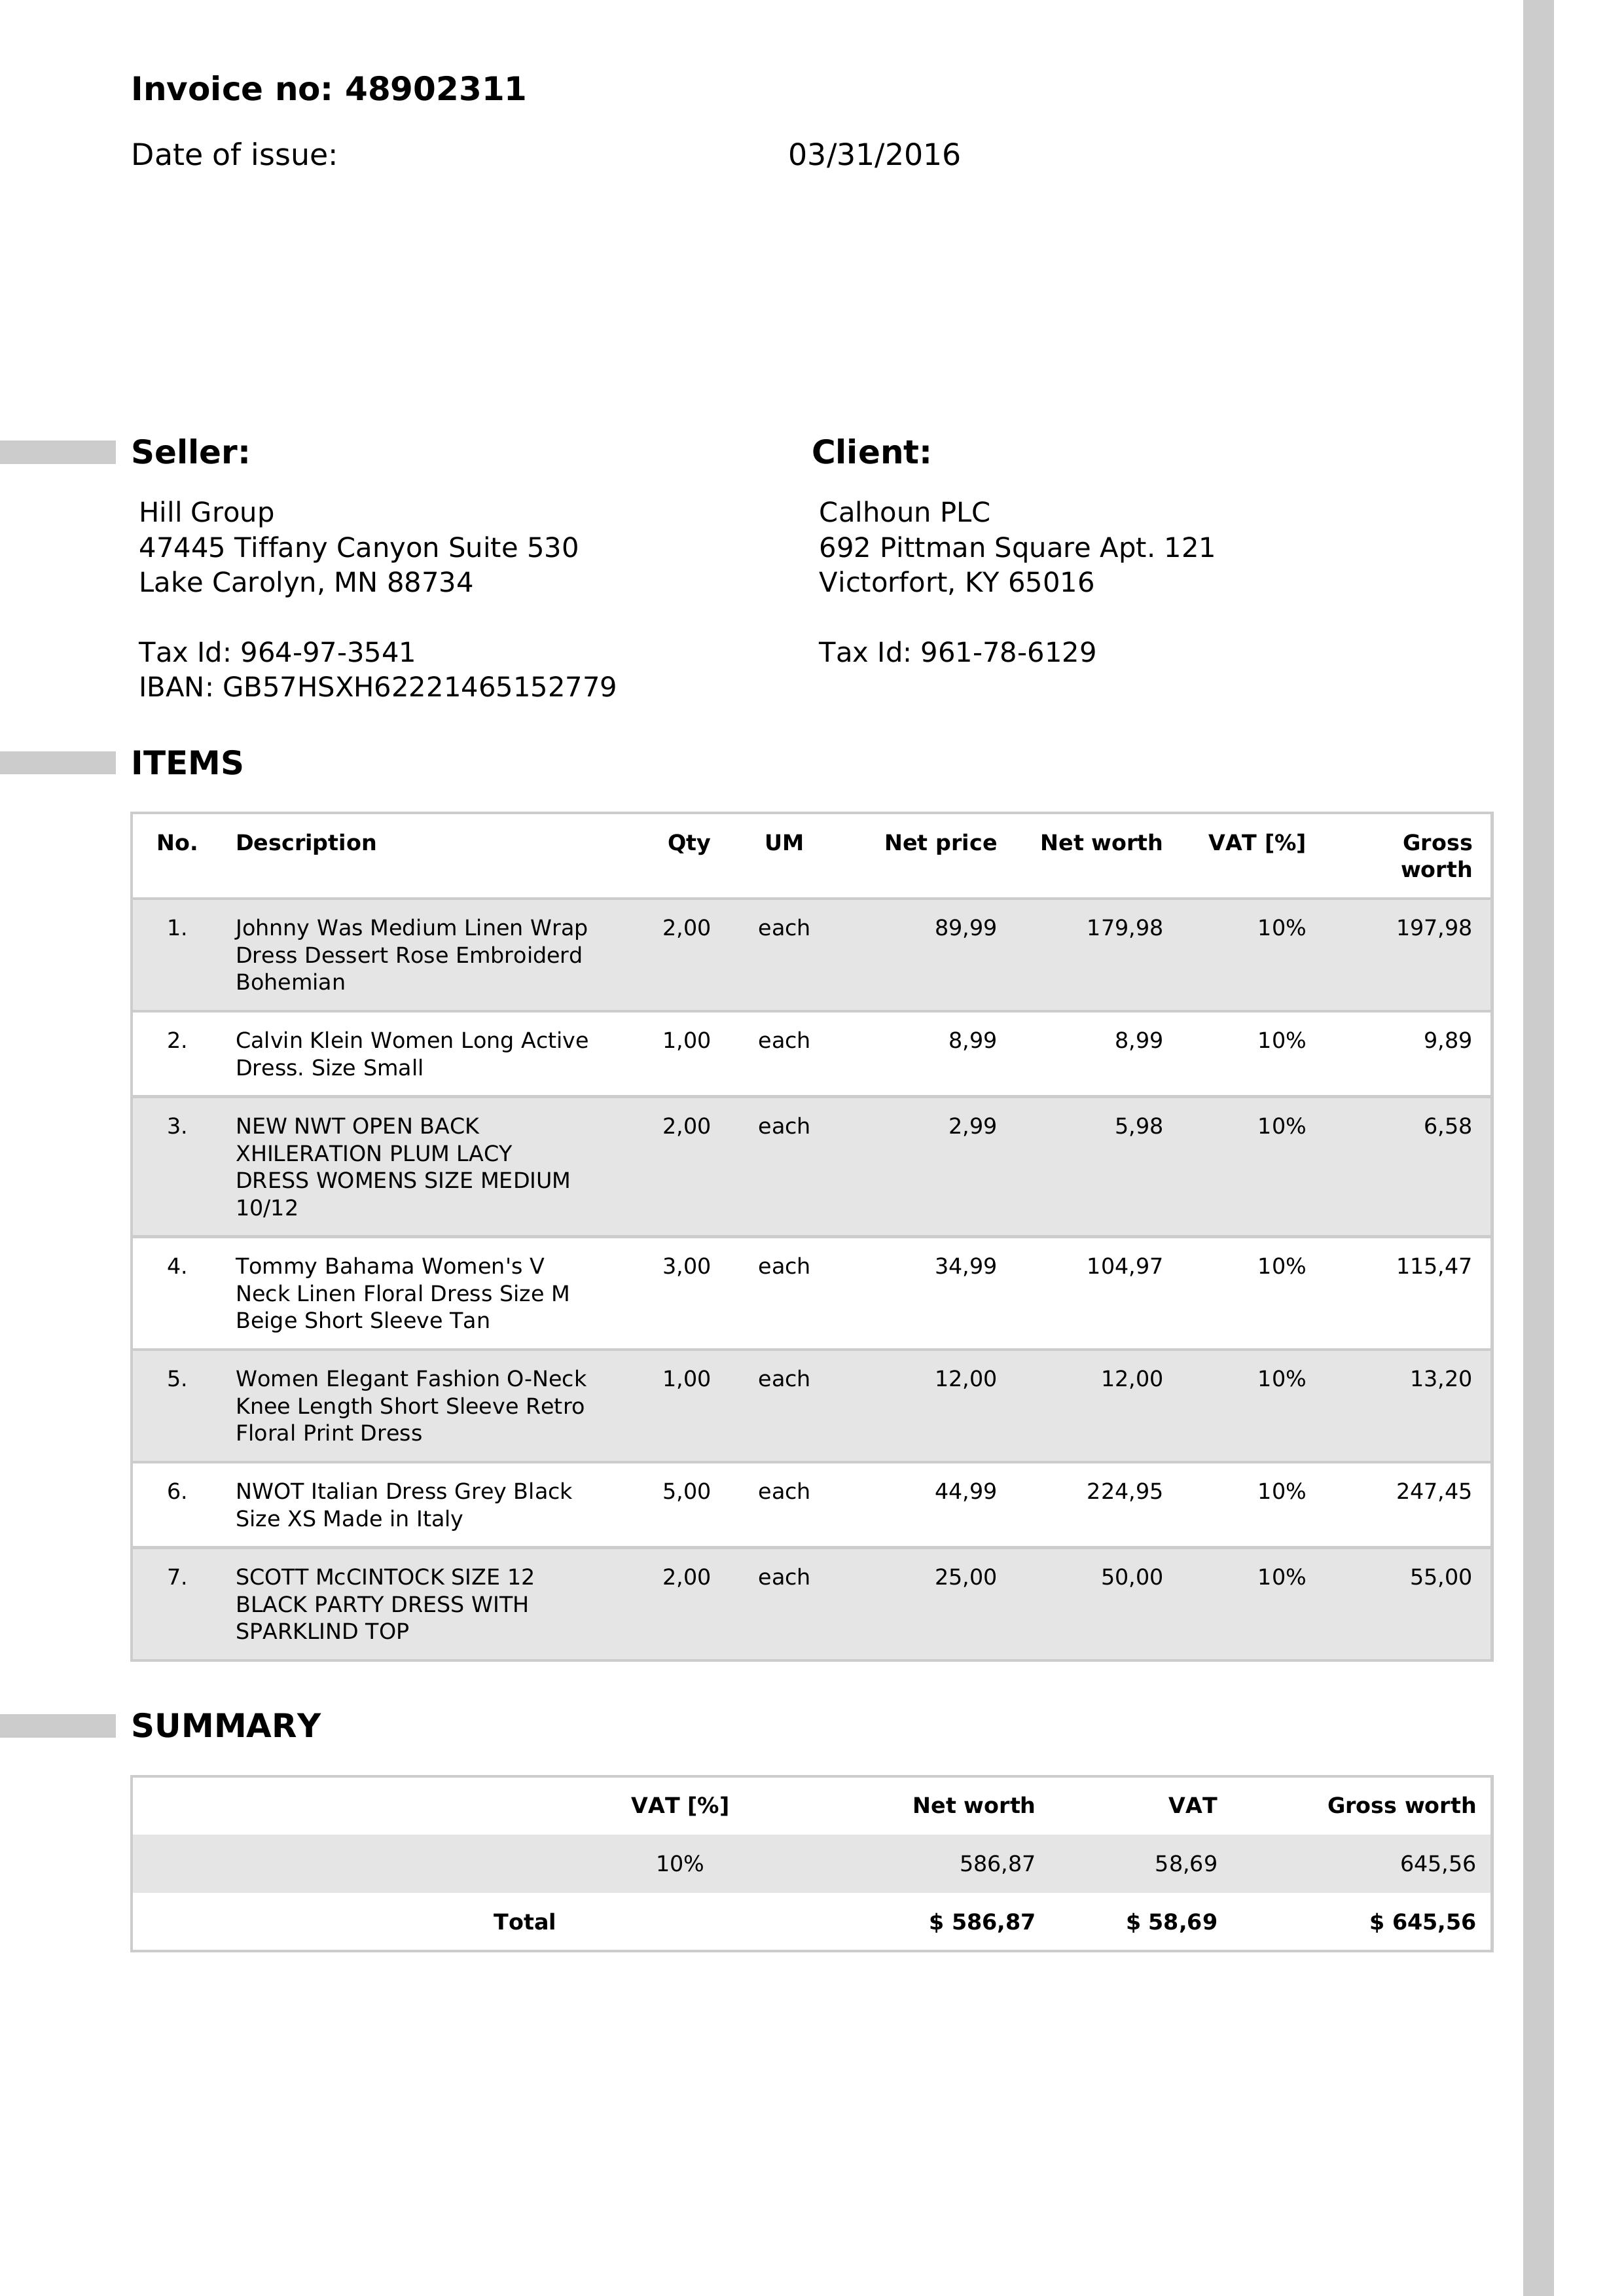 Invoice no: 48902311
Date of issue: 03/31/2016
Seller: Client:
Hill Group Calhoun PLC
47445 Tiffany Canyon Suite 530 692 Pittman Square Apt. 121
Lake Carolyn, MN 88734 Victorfort, KY 65016
Tax Id: 964-97-3541 Tax Id: 961-78-6129
IBAN: GB57HSXH62221465152779
ITEMS
No. Description Qty UM Net price Net worth VAT [%] Gross
worth
1. Johnny Was Medium Linen Wrap 2,00 each 89,99 179,98 10% 197,98
Dress Dessert Rose Embroiderd
Bohemian
2. Calvin Klein Women Long Active 1,00 each 8,99 8,99 10% 9,89
Dress. Size Small
3. NEW NWT OPEN BACK 2,00 each 2,99 5,98 10% 6,58
XHILERATION PLUM LACY
DRESS WOMENS SIZE MEDIUM
10/12
4. Tommy Bahama Women's V 3,00 each 34,99 104,97 10% 115,47
Neck Linen Floral Dress Size M
Beige Short Sleeve Tan
5. Women Elegant Fashion O-Neck 1,00 each 12,00 12,00 10% 13,20
Knee Length Short Sleeve Retro
Floral Print Dress
6. NWOT Italian Dress Grey Black 5,00 each 44,99 224,95 10% 247,45
Size XS Made in Italy
7. SCOTT McCINTOCK SIZE 12 2,00 each 25,00 50,00 10% 55,00
BLACK PARTY DRESS WITH
SPARKLIND TOP
SUMMARY
VAT [%] Net worth VAT Gross worth
10% 586,87 58,69 645,56
Total $ 586,87 $ 58,69 $ 645,56